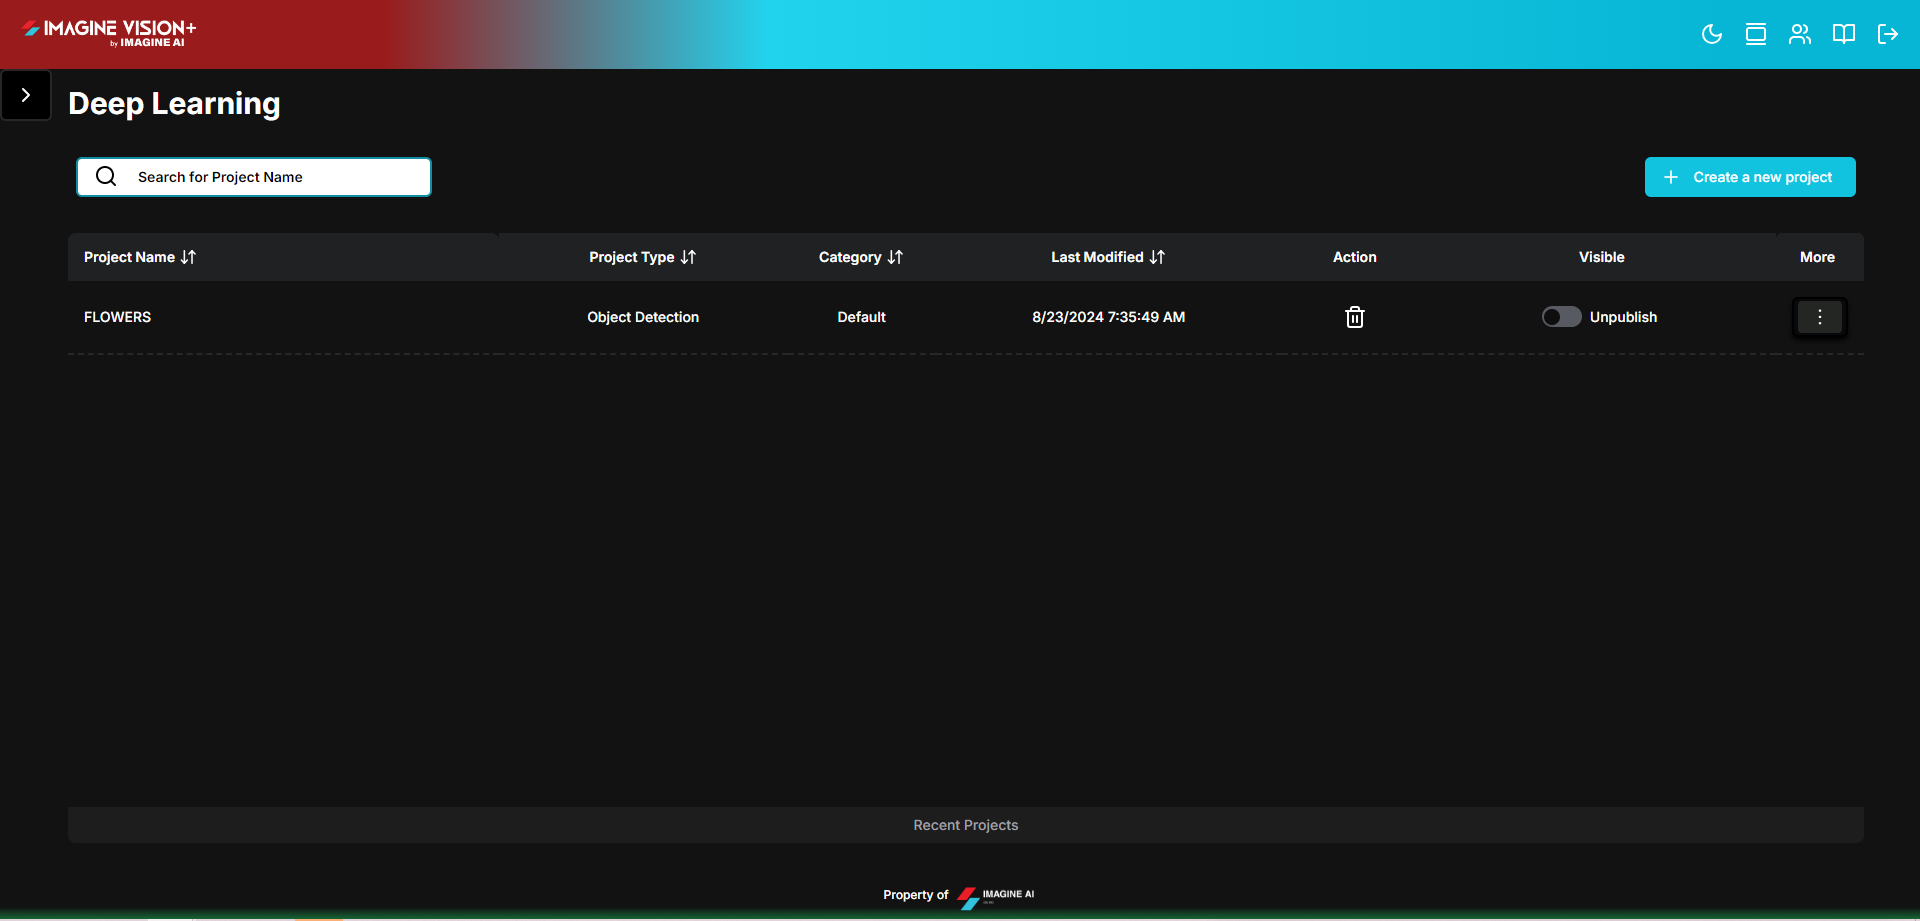 IMAGINE VISION+
by IMAGINE AI
Deep Learning
Search for Project Name
Create a new project
Project Name Project Type Category Last Modified Action Visible More
FLOWERS Object Detection Default 8/23/2024 7:35:49 AM Unpublish
Recent Projects
Property of IMAGINE AI